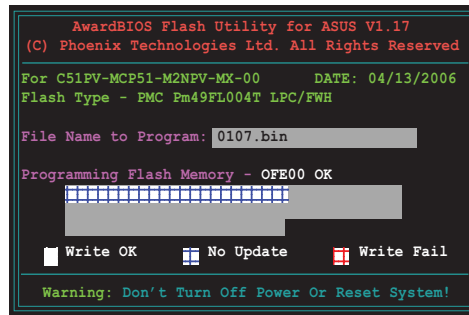 AwardBIOS Flash Utility for ASUS V1.17
(C) Phoenix Technologies Ltd. All Rights Reserved
For C51PV-MCP51-M2NPV-MX-00 DATE: 04/13/2006
Flash Type - PMC Pm49FL004T LPC/FWH
File Name to Program: 0107.bin
Programming Flash Memory - OFE00 OK
Write OK No Update Write Fail
Warning: Don't Turn Off Power Or Reset System!